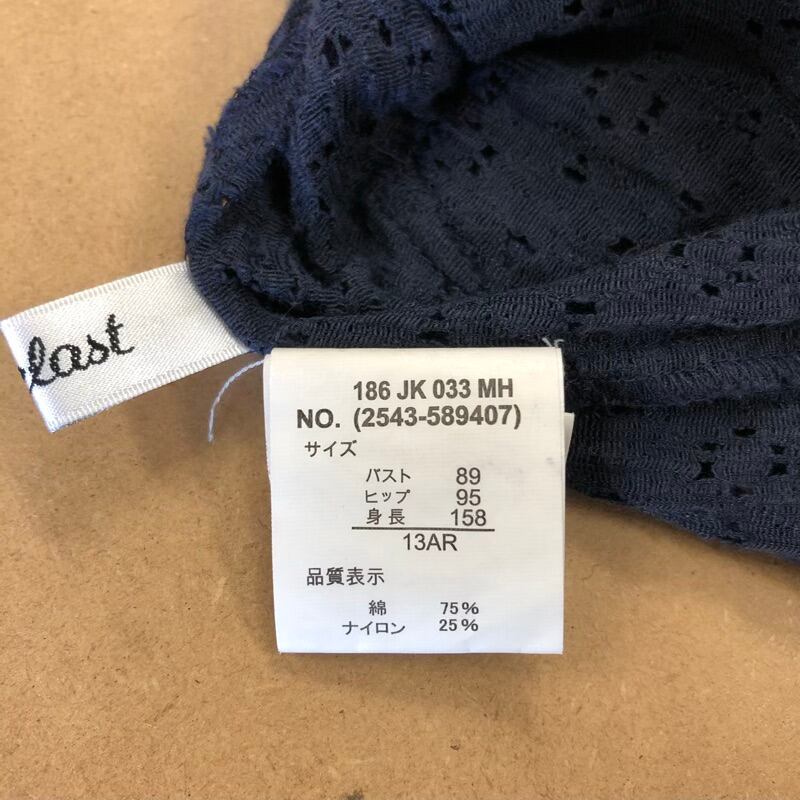 last
186 JK 033 MH
NO. (2543-589407)
サイズ
バスト 89
ヒップ 95
身長 158
13AR
品質表示
綿 75%
ナイロン 25%